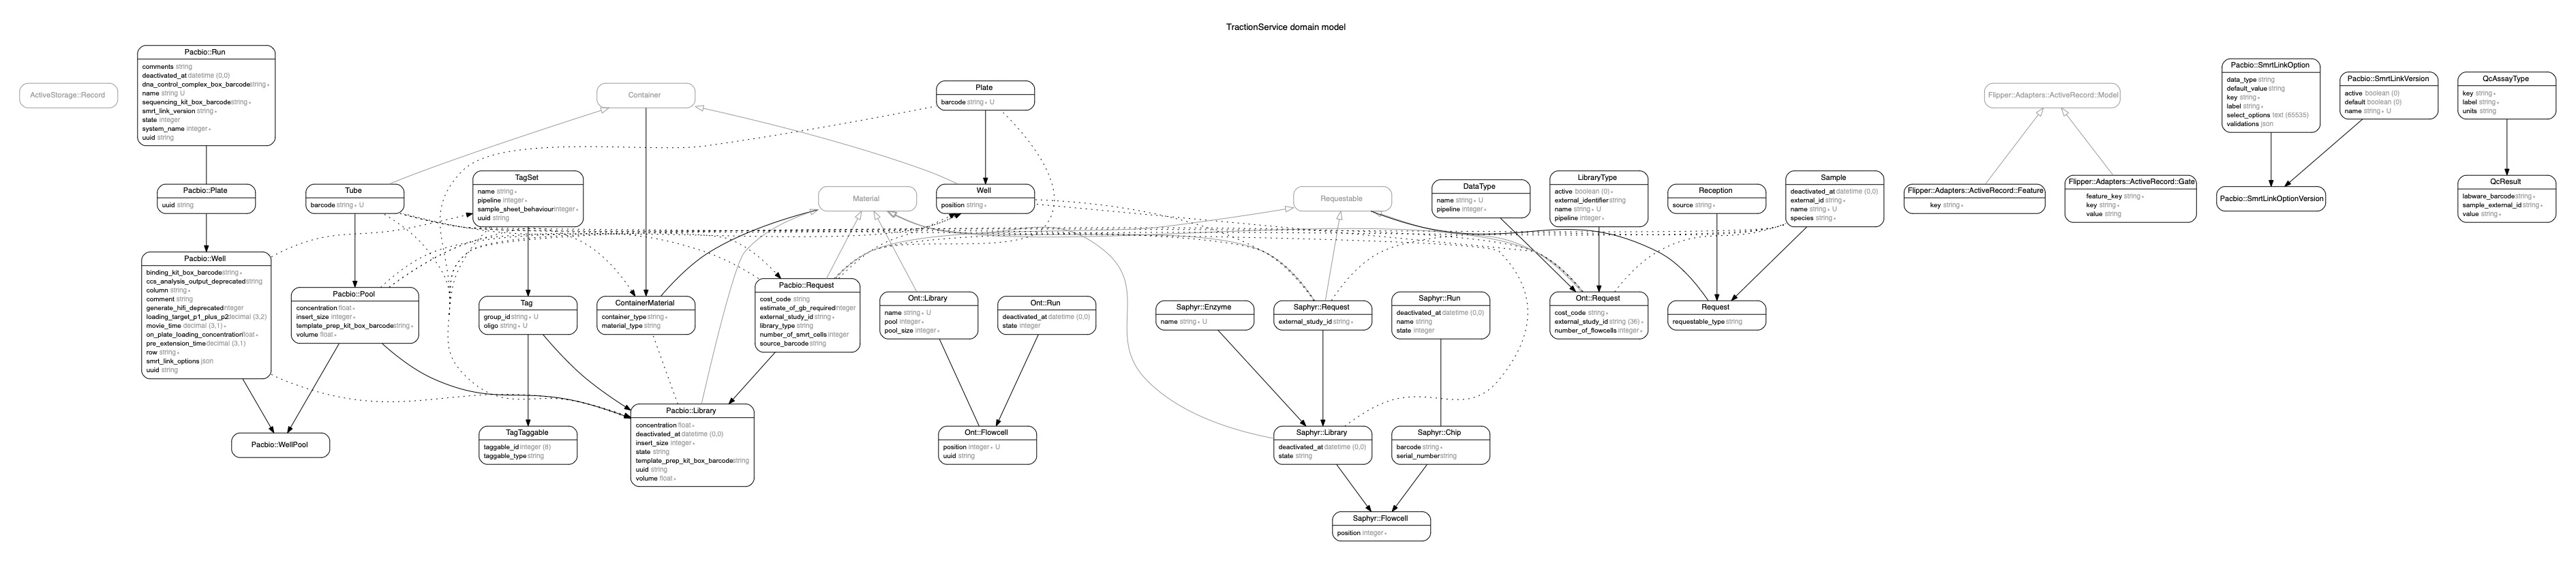 TractionService domain model
ActiveStorage::Record
Pacbio::Run
comments string
deactivated_at datetime (0,0)
dna_control_complex_box_barcode string ∗
name string U
sequencing_kit_box_barcode string ∗
smrt_link_version string ∗
state integer
system_name integer ∗
uuid string
Container
Plate
barcode string ∗ U
Flipper::Adapters::ActiveRecord::Model
Pacbio::SmrtLinkOption
data_type string
default_value string
key string ∗
label string ∗
select_options text (65535)
validations json
Pacbio::SmrtLinkVersion
active boolean (0)
default boolean (0)
name string ∗ U
QcAssayType
key string ∗
label string ∗
units string
Pacbio::Plate
uuid string
Tube
barcode string ∗ U
TagSet
name string ∗
pipeline integer ∗
sample_sheet_behaviour integer ∗
uuid string
Material
Well
position string ∗
Requestable
DataType
name string ∗ U
pipeline integer ∗
LibraryType
active boolean (0) ∗
external_identifier string
name string ∗ U
pipeline integer ∗
Reception
source string ∗
Sample
deactivated_at datetime (0,0)
external_id string ∗
name string ∗ U
species string ∗
Flipper::Adapters::ActiveRecord::Feature
key string ∗
Flipper::Adapters::ActiveRecord::Gate
feature_key string ∗
key string ∗
value string
Pacbio::SmrtLinkOptionVersion
QcResult
labware_barcode string ∗
sample_external_id string ∗
value string ∗
Pacbio::Well
binding_kit_box_barcode string ∗
ccs_analysis_output_deprecated string
column string ∗
comment string
generate_hifi_deprecated integer
loading_target_p1_plus_p2 decimal (3,2)
movie_time decimal (3,1) ∗
on_plate_loading_concentration float ∗
pre_extension_time decimal (3,1)
row string ∗
smrt_link_options json
uuid string
Pacbio::Pool
concentration float ∗
insert_size integer ∗
template_prep_kit_box_barcode string ∗
volume float ∗
Tag
group_id string ∗ U
oligo string ∗ U
ContainerMaterial
container_type string ∗
material_type string
Pacbio::Request
cost_code string
estimate_of_gb_required integer
external_study_id string ∗
library_type string
number_of_smrt_cells integer
source_barcode string
Ont::Library
name string ∗ U
pool integer ∗
pool_size integer ∗
Ont::Run
deactivated_at datetime (0,0)
state integer
Saphyr::Enzyme
name string ∗ U
Saphyr::Request
external_study_id string ∗
Saphyr::Run
deactivated_at datetime (0,0)
name string
state integer
Ont::Request
cost_code string ∗
external_study_id string (36) ∗
number_of_flowcells integer ∗
Request
requestable_type string
Pacbio::WellPool
TagTaggable
taggable_id integer (8)
taggable_type string
Pacbio::Library
concentration float ∗
deactivated_at datetime (0,0)
insert_size integer ∗
state string
template_prep_kit_box_barcode string
uuid string
volume float ∗
Ont::Flowcell
position integer ∗ U
uuid string
Saphyr::Library
deactivated_at datetime (0,0)
state string
Saphyr::Chip
barcode string ∗
serial_number string
Saphyr::Flowcell
position integer ∗